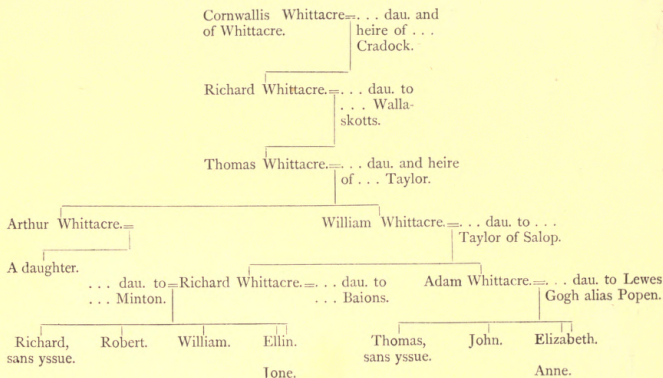 Cornwallis Whittacre=. . . dau. and
of Whittacre. heire of . . .
Cradock.
Richard Whittacre.=. . . dau. to
. . . Walla-
skotts.
Thomas Whittacre.=. . . dau. and heire
of . . . Taylor.
Arthur Whittacre.= William Whittacre.=. . . dau. to . . .
Taylor of Salop.
A daughter.
. . . dau. to=Richard Whittacre.=. . . dau. to Adam Whittacre.=. . . dau. to Lewes
. . . Minton. . . . Baions. Gogh alias Popen.
Richard, Robert. William. Ellin. Thomas, John. Elizabeth.
sans yssue. sans yssue.
Jone. Anne.